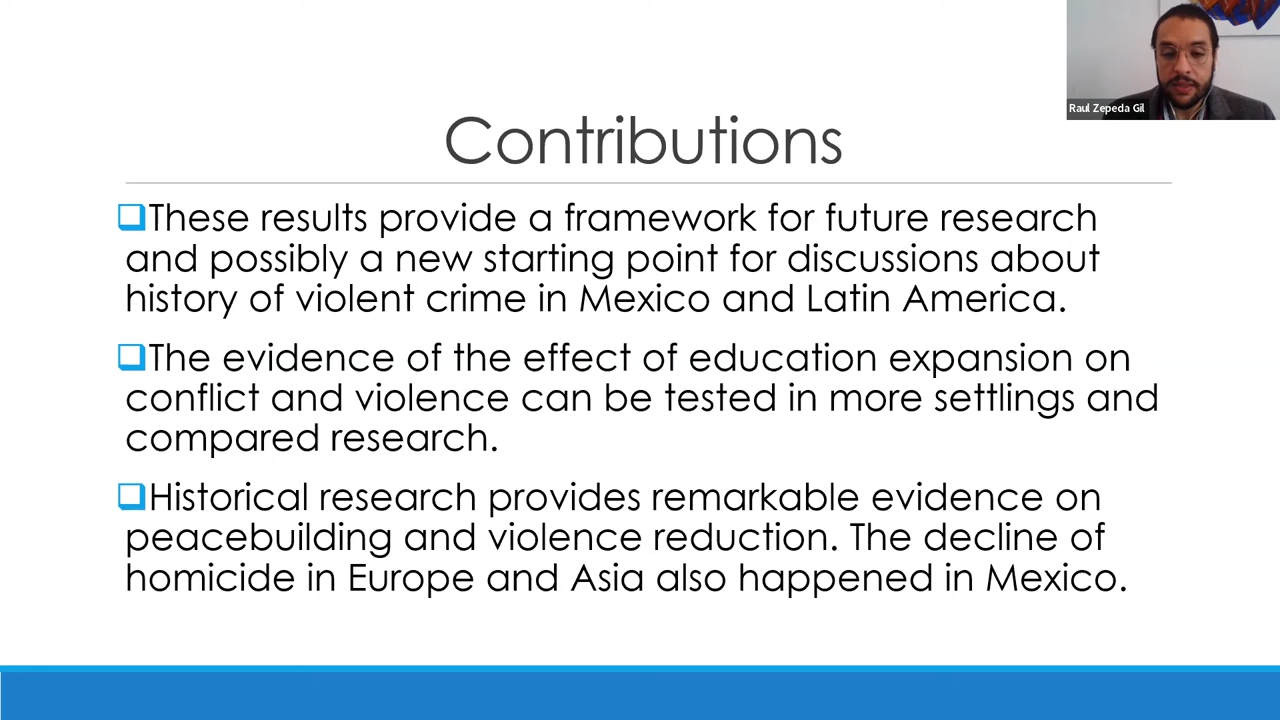 Raul Zepeda Gil
Contributions
These results provide a framework for future research
and possibly a new starting point for discussions about
history of violent crime in Mexico and Latin America.
The evidence of the effect of education expansion on
conflict and violence can be tested in more settlings and
compared research.
Historical research provides remarkable evidence on
peacebuilding and violence reduction. The decline of
homicide in Europe and Asia also happened in Mexico.